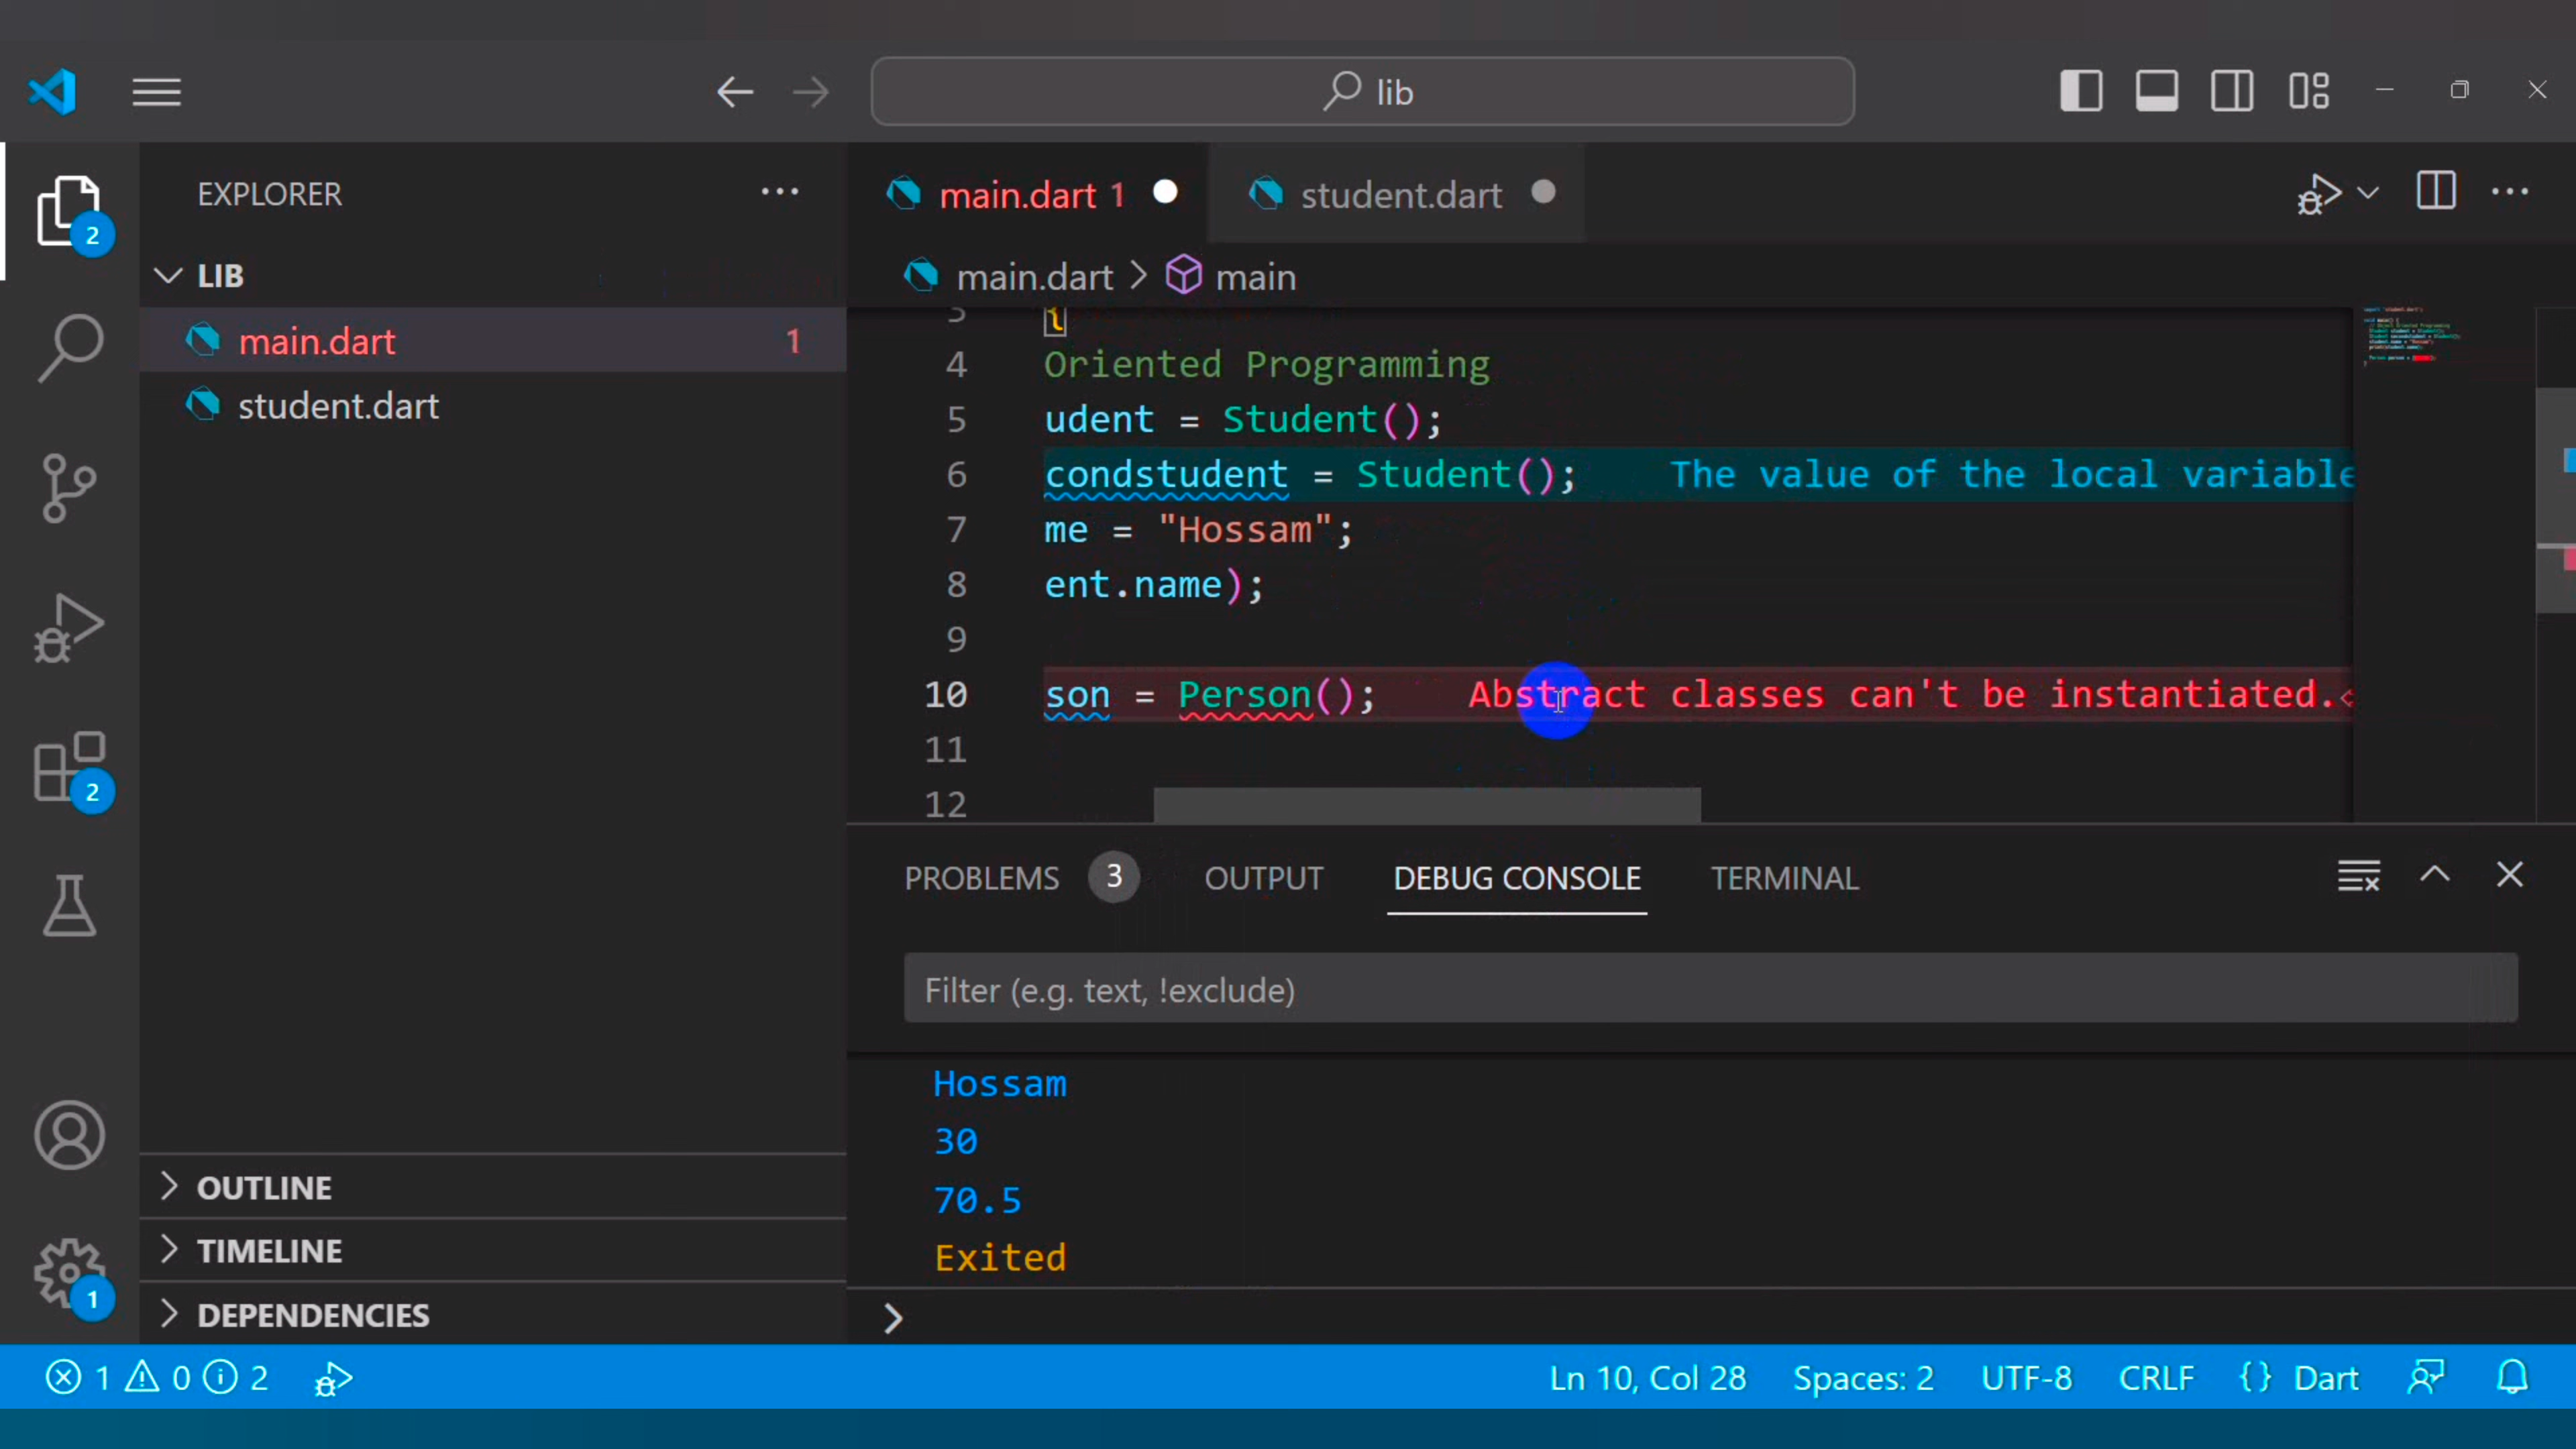 lib
EXPLORER
LIB
main.dart 1
student.dart
main.dart 1
student.dart
main.dart > main
3 {
4 Oriented Programming
5 udent = Student();
6 condstudent = Student(); The value of the local variable
7 me = "Hossam";
8 ent.name);
9
10 son = Person(); Abstract classes can't be instantiated.
11
12
PROBLEMS 3 OUTPUT DEBUG CONSOLE TERMINAL
Filter (e.g. text, !exclude)
Hossam
30
70.5
Exited
>
OUTLINE
TIMELINE
DEPENDENCIES
2
2
1
1 0 2
Ln 10, Col 28 Spaces: 2 UTF-8 CRLF {} Dart